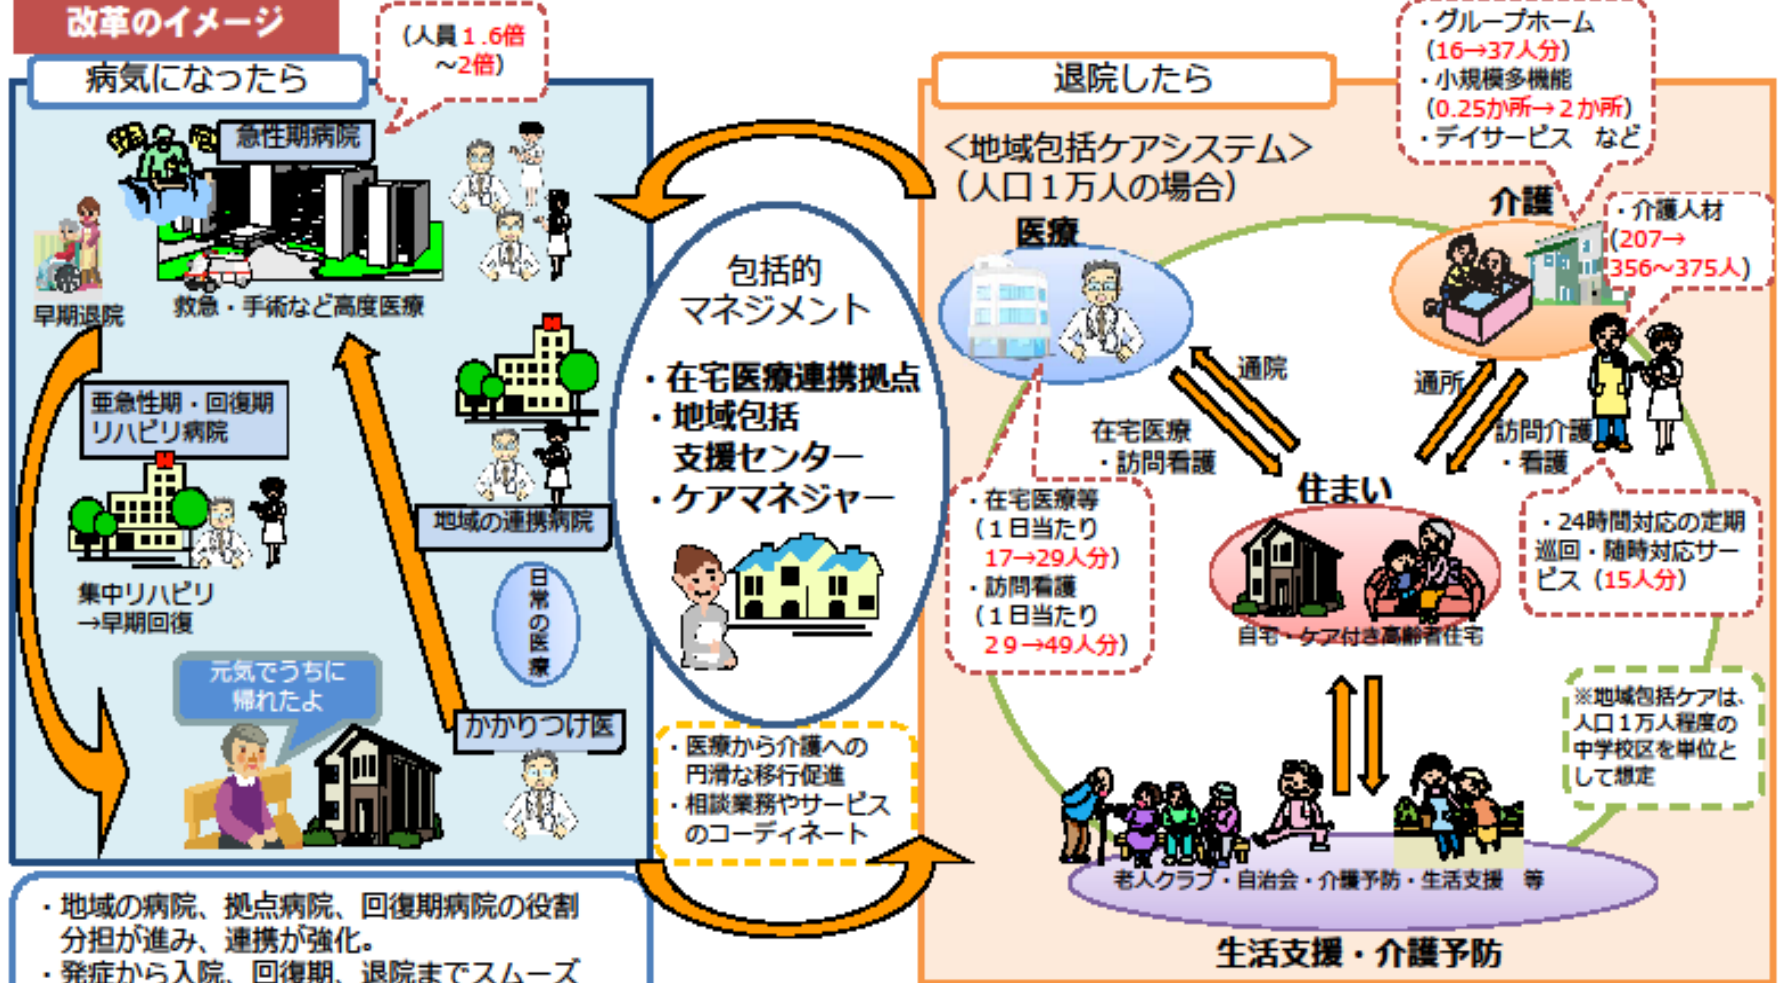 改革のイメージ
病気になったら
(人員1.6倍
～2倍)
急性期病院
早期退院
救急・手術など高度医療
亜急性期・回復期
リハビリ病院
集中リハビリ
→早期回復
地域の連携病院
日常の医療
元気でうちに
帰れたよ
かかりつけ医
・地域の病院、拠点病院、回復期病院の役割
分担が進み、連携が強化。
・発症から入院、回復期、退院までスムーズ
包括的
マネジメント
・在宅医療連携拠点
・地域包括
支援センター
・ケアマネジャー
・医療から介護への
円滑な移行促進
・相談業務やサービス
のコーディネート
退院したら
＜地域包括ケアシステム＞
（人口１万人の場合）
・グループホーム
(16→37人分)
・小規模多機能
(0.25か所→２か所)
・デイサービス など
介護
・介護人材
(207→
356～375人)
医療
通院
在宅医療
・訪問看護
通所
訪問介護
・看護
・在宅医療等
（１日当たり
17→29人分）
・訪問看護
（１日当たり
２９→49人分）
住まい
自宅・ケア付き高齢者住宅
・24時間対応の定期
巡回・随時対応サー
ビス（15人分）
※地域包括ケアは、
人口１万人程度の
中学校区を単位と
して想定
老人クラブ・自治会・介護予防・生活支援 等
生活支援・介護予防